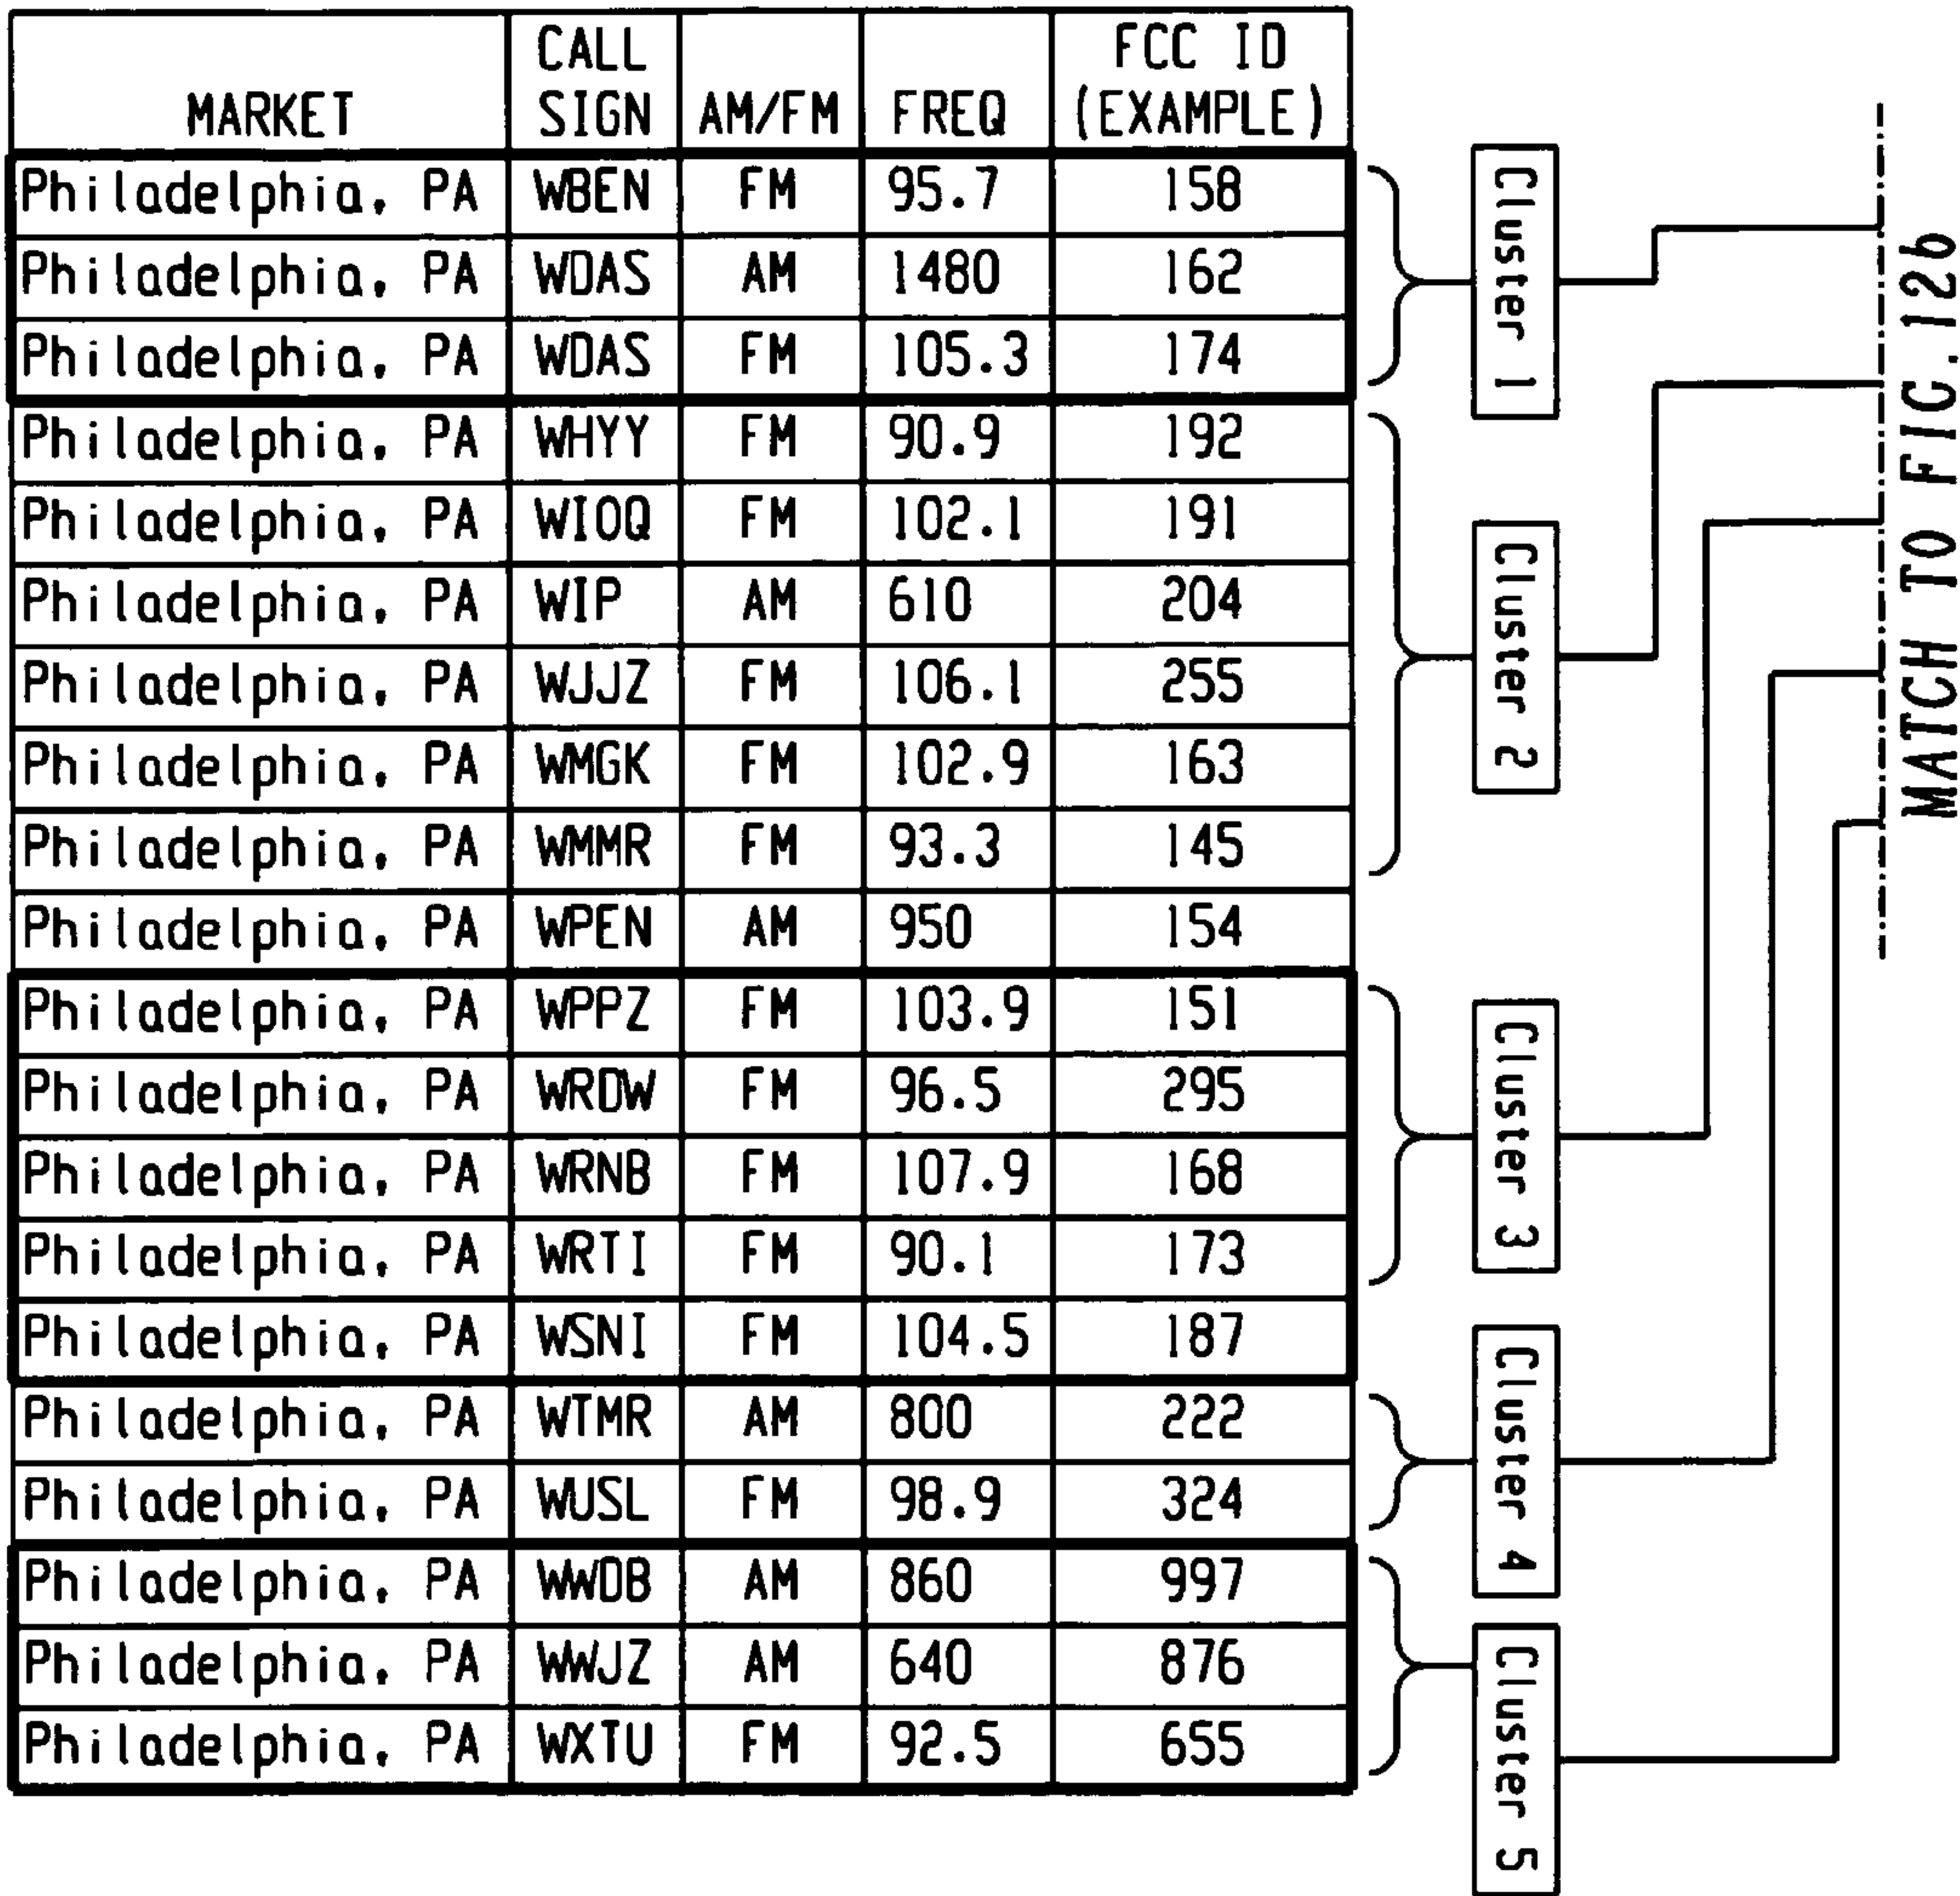 MARKET CALL SIGN AM/FM FREQ FCC ID (EXAMPLE)
Philadelphia, PA WBEN FM 95.7 158
Philadelphia, PA WDAS AM 1480 162
Philadelphia, PA WDAS FM 105.3 174
Philadelphia, PA WHYY FM 90.9 192
Philadelphia, PA WIOQ FM 102.1 191
Philadelphia, PA WIP AM 610 204
Philadelphia, PA WJJZ FM 106.1 255
Philadelphia, PA WMGK FM 102.9 163
Philadelphia, PA WMMR FM 93.3 145
Philadelphia, PA WPEN AM 950 154
Philadelphia, PA WPPZ FM 103.9 151
Philadelphia, PA WRDW FM 96.5 295
Philadelphia, PA WRNB FM 107.9 168
Philadelphia, PA WRTI FM 90.1 173
Philadelphia, PA WSNI FM 104.5 187
Philadelphia, PA WTMR AM 800 222
Philadelphia, PA WUSL FM 98.9 324
Philadelphia, PA WWDB AM 860 997
Philadelphia, PA WWJZ AM 640 876
Philadelphia, PA WXTU FM 92.5 655
Cluster 1
Cluster 2
Cluster 3
Cluster 4
Cluster 5
MATCH TO FIG.12b